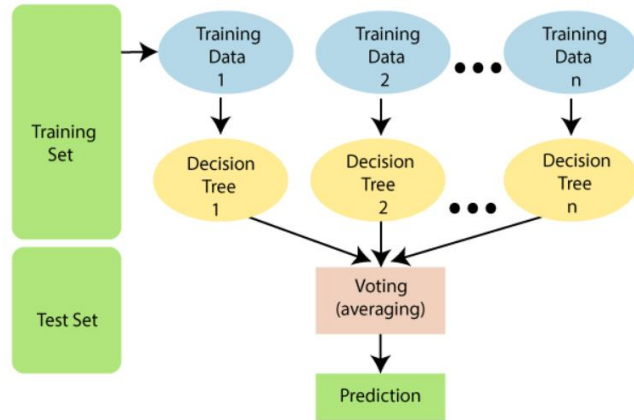 Training
Set
Test Set
Training
Data
1
Training
Data
2
Training
Data
n
Decision
Tree
1
Decision
Tree
2
Decision
Tree
n
Voting
(averaging)
Prediction